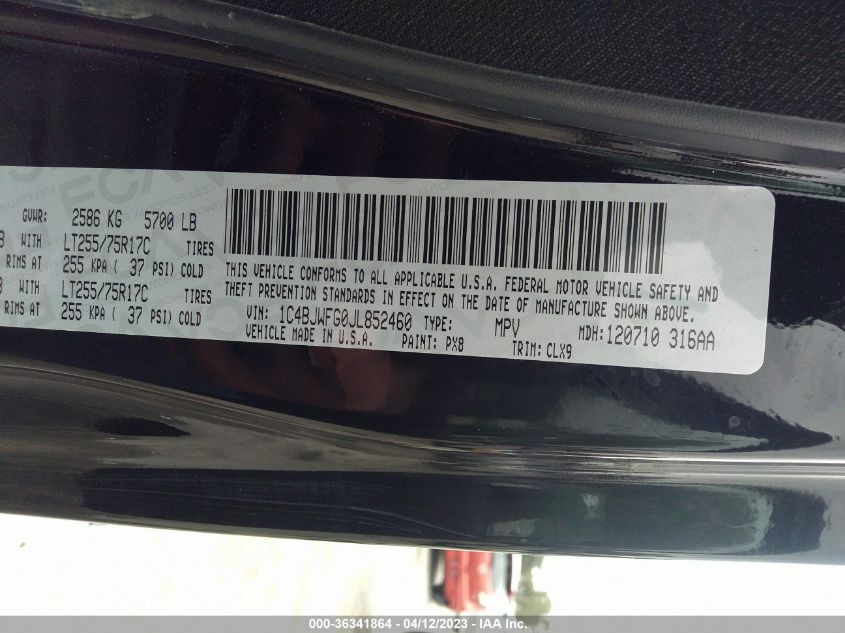 GVWR: 2586 KG 5700 LB
WITH LT255/75R17C TIRES
RIMS AT 255 KPA ( 37 PSI) COLD
WITH LT255/75R17C TIRES
RIMS AT 255 KPA ( 37 PSI) COLD
THIS VEHICLE CONFORMS TO ALL APPLICABLE U.S.A. FEDERAL MOTOR VEHICLE SAFETY AND
THEFT PREVENTION STANDARDS IN EFFECT ON THE DATE OF MANUFACTURE SHOWN ABOVE.
VIN: 1C4BJWFG0JL852460 TYPE: MPV MDH:120710 316AA
VEHICLE MADE IN U.S.A. PAINT: PX8 TRIM: CLX9
000-36341864 - 04/12/2023 - IAA Inc.